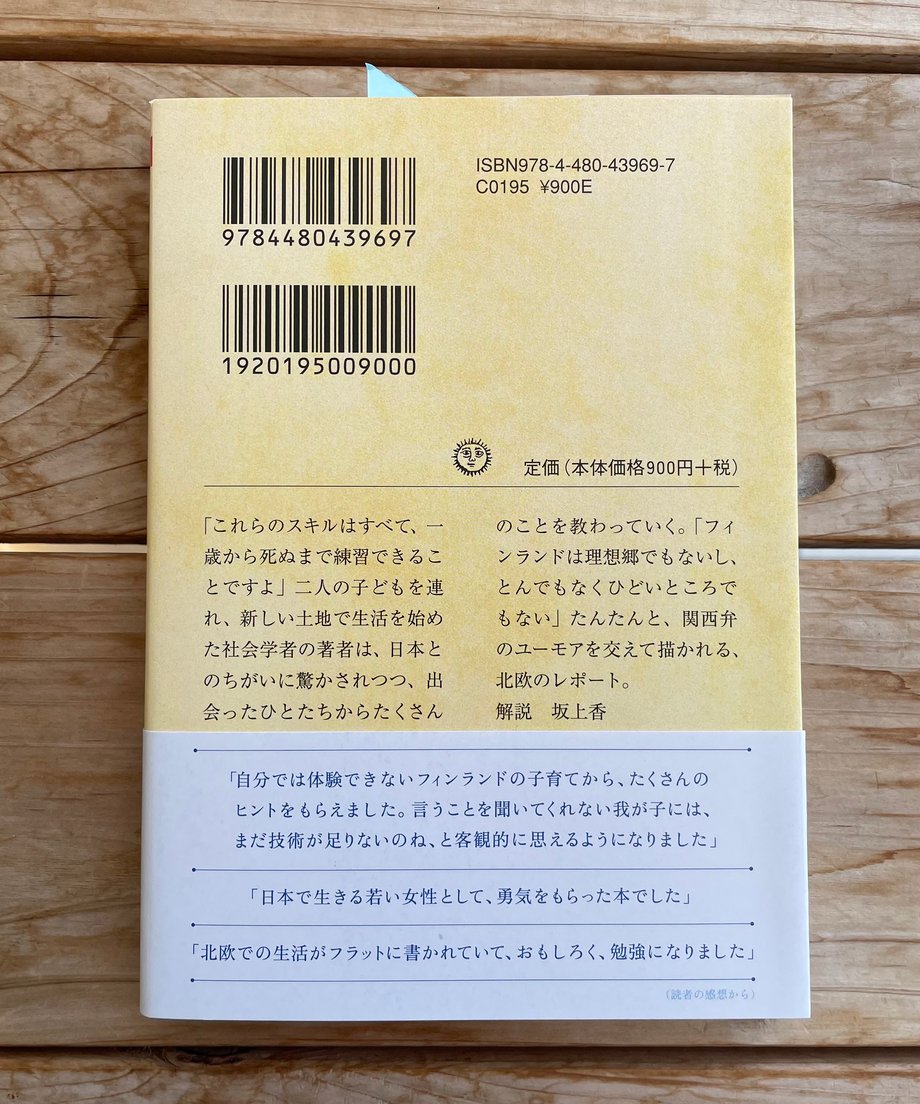 ISBN978-4-480-43969-7
C0195 ¥900E
9784480439697
1920195009000
定価(本体価格900円+税)
「これらのスキルはすべて、一
歳から死ぬまで練習できるこ
とですよ」二人の子どもを連
れ、新しい土地で生活を始め
た社会学者の著者は、日本と
のちがいに驚かされつつ、出
会ったひとたちからたくさん
のことを教わっていく。「フィ
ンランドは理想郷でもないし、
とんでもなくひどいところで
もない」たんたんと、関西弁
のユーモアを交えて描かれる、
北欧のレポート。
解説 坂上香
「自分では体験できないフィンランドの子育てから、たくさんの
ヒントをもらえました。言うことを聞いてくれない我が子には、
まだ技術が足りないのね、と客観的に思えるようになりました」
「日本で生きる若い女性として、勇気をもらった本でした」
「北欧での生活がフラットに書かれていて、おもしろく、勉強になりました」
(読者の感想から)